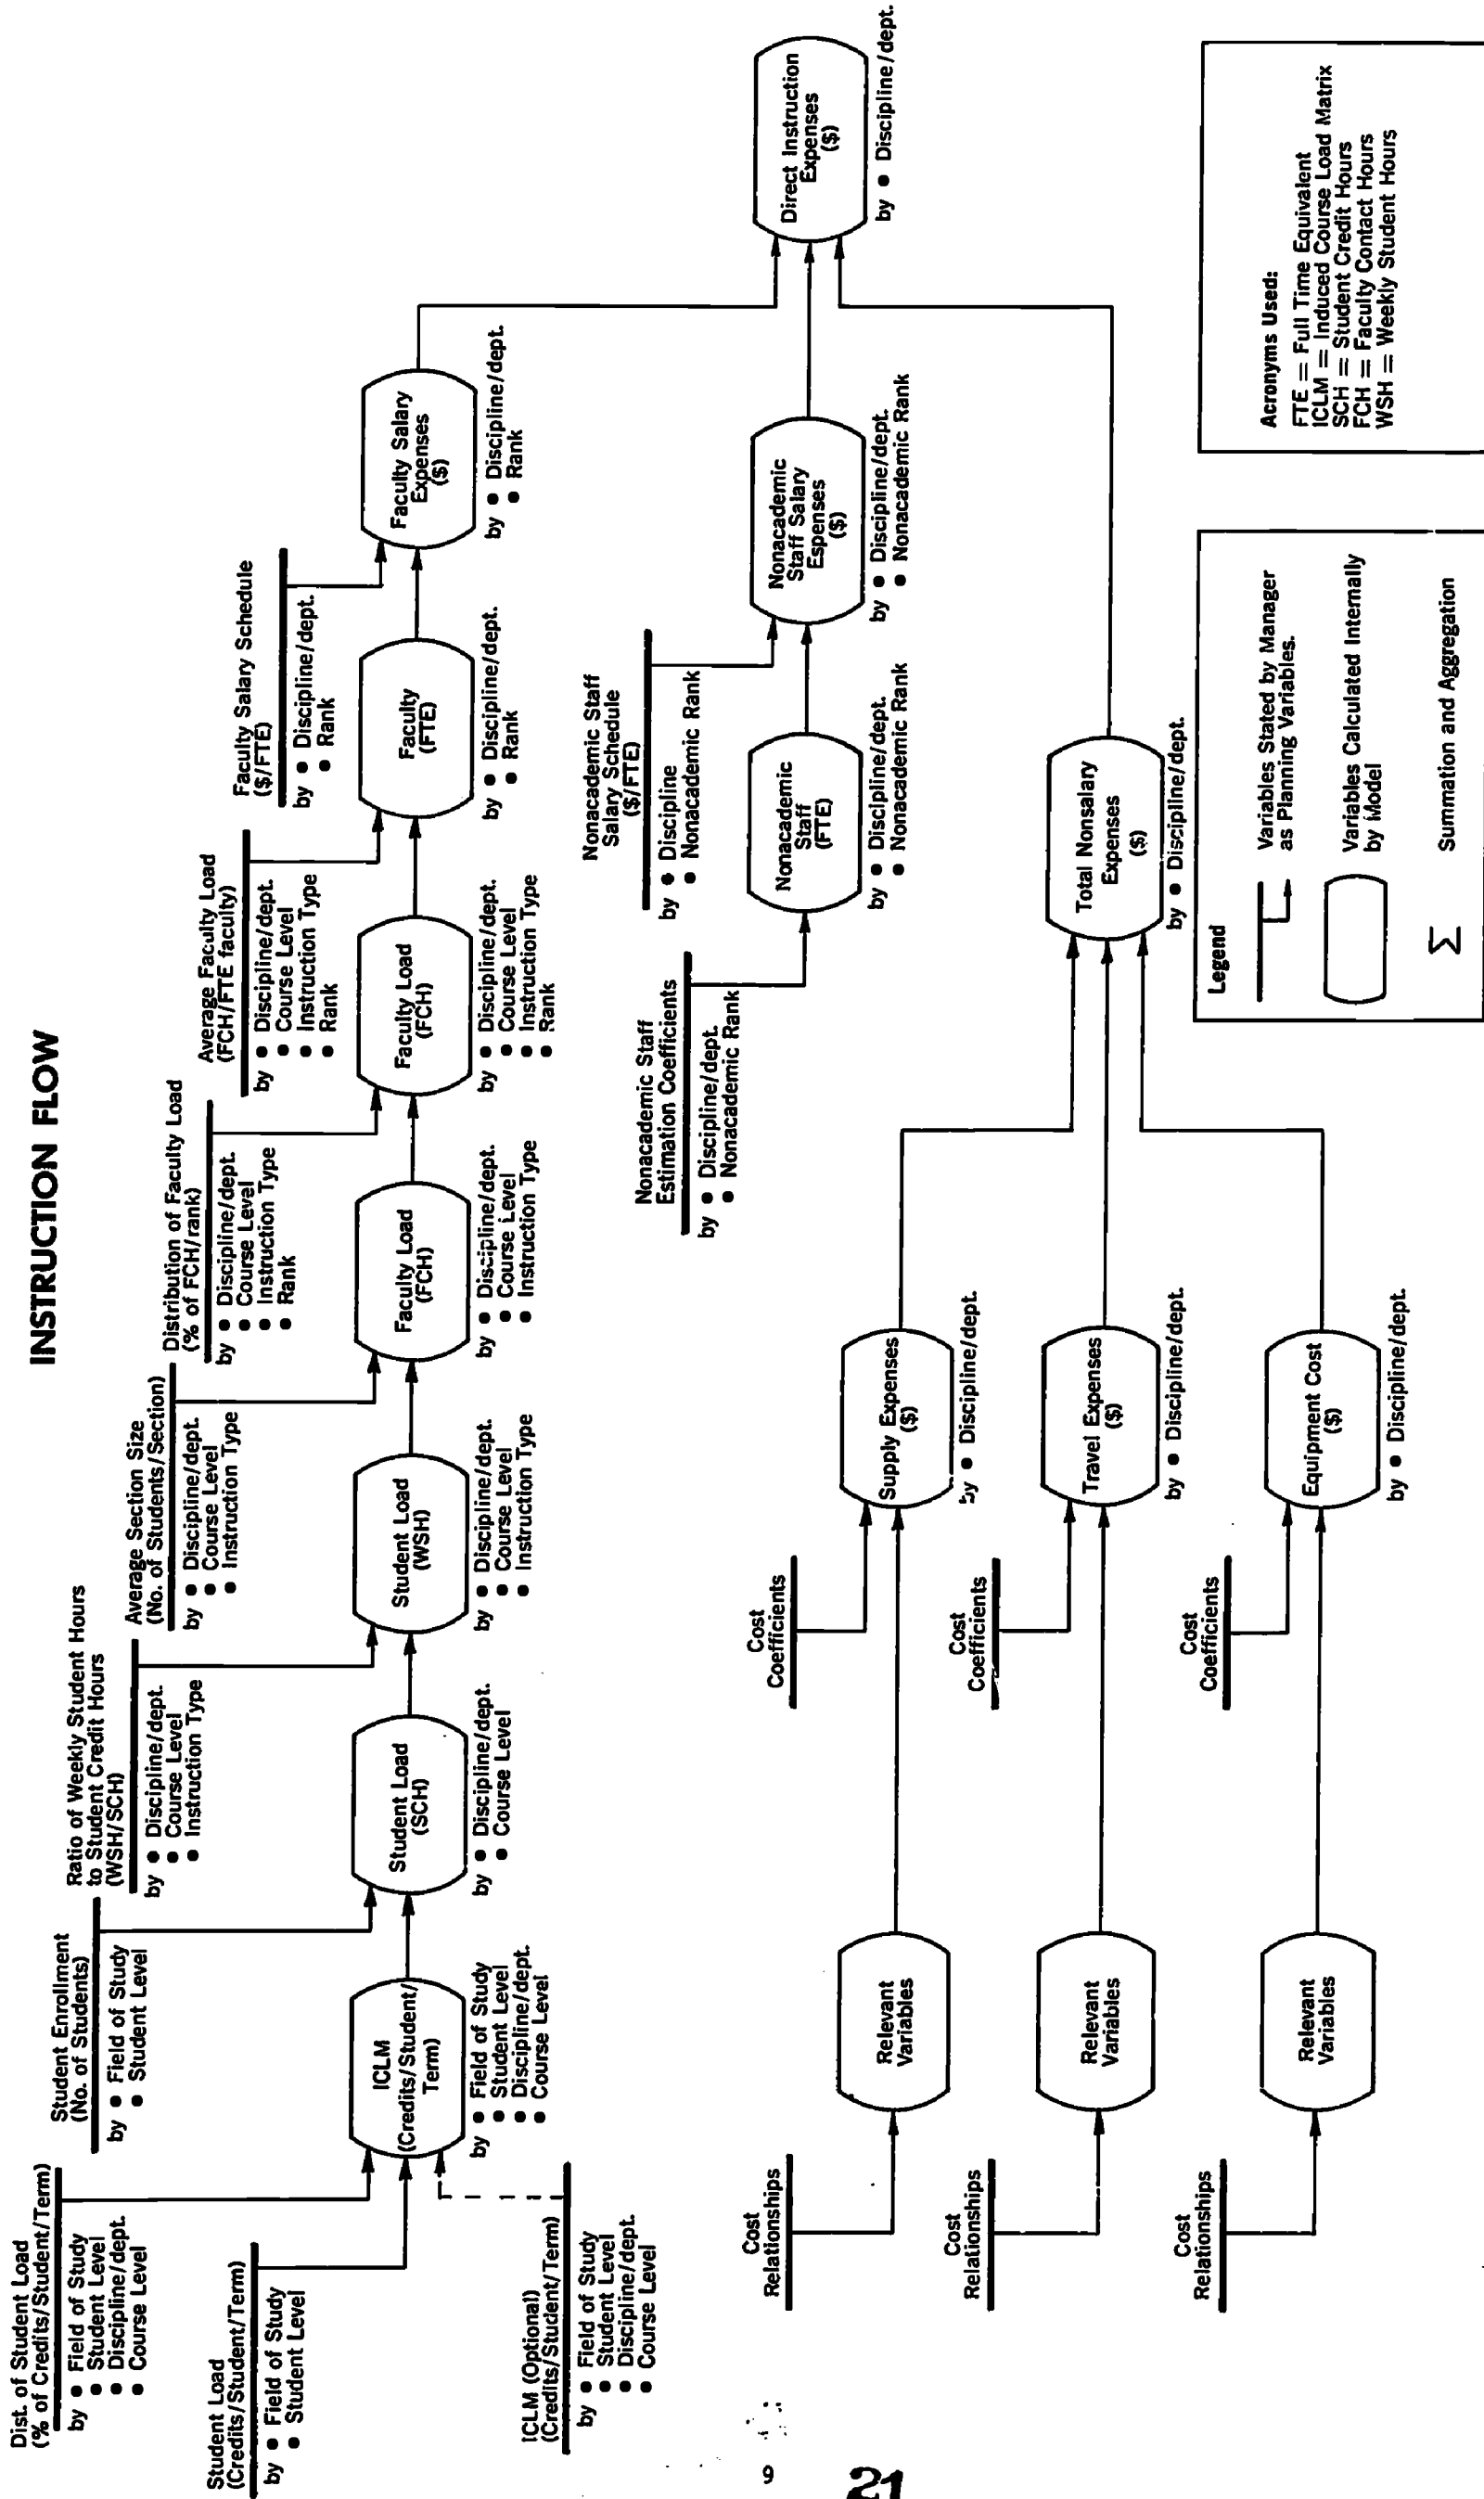 INSTRUCTION FLOW
Dist. of Student Load
(% of Credits/Student/Term)
by • Field of Study
• Student Level
• Discipline/dept.
• Course Level
Student Load
(Credits/Student/Term)
by • Field of Study
• Student Level
ICLM (Optional)
(Credits/Student/Term)
by • Field of Study
• Student Level
• Discipline/dept.
• Course Level
ICLM
(Credits/Student/
Term)
by • Field of Study
• Student Level
• Discipline/dept.
• Course Level
Student Enrollment
(No. of Students)
by • Field of Study
• Student Level
Student Load
(SCH)
by • Discipline/dept.
• Course Level
Ratio of Weekly Student Hours
to Student Credit Hours
(WSH/SCH)
by • Discipline/dept.
• Course Level
• Instruction Type
Student Load
(WSH)
by • Discipline/dept.
• Course Level
• Instruction Type
Average Section Size
(No. of Students/Section)
by • Discipline/dept.
• Course Level
• Instruction Type
Faculty Load
(FCH)
by • Discipline/dept.
• Course Level
• Instruction Type
Distribution of Faculty Load
(% of FCH/rank)
by • Discipline/dept.
• Course Level
• Instruction Type
• Rank
Faculty Load
(FCH)
by • Discipline/dept.
• Course Level
• Instruction Type
• Rank
Average Faculty Load
(FCH/FTE faculty)
by • Discipline/dept.
• Course Level
• Instruction Type
• Rank
Faculty
(FTE)
by • Discipline/dept.
• Rank
Faculty Salary Schedule
($/FTE)
by • Discipline/dept.
• Rank
Faculty Salary
Expenses
($)
by • Discipline/dept.
• Rank
Nonacademic Staff
Estimation Coefficients
by • Discipline/dept.
• Nonacademic Rank
Nonacademic
Staff
(FTE)
by • Discipline/dept.
• Nonacademic Rank
Nonacademic Staff
Salary Schedule
($/FTE)
by • Discipline
• Nonacademic Rank
Nonacademic
Staff Salary
Espenses
($)
by • Discipline/dept.
• Nonacademic Rank
Direct Instruction
Expenses
($)
by • Discipline/dept.
Cost
Relationships
Relevant
Variables
Cost
Coefficients
Supply Expenses
($)
by • Discipline/dept.
Cost
Relationships
Relevant
Variables
Cost
Coefficients
Travel Expenses
($)
by • Discipline/dept.
Cost
Relationships
Relevant
Variables
Cost
Coefficients
Equipment Cost
($)
by • Discipline/dept.
Total Nonsalary
Expenses
($)
by • Discipline/dept.
Legend
Variables Stated by Manager
as Planning Variables.
Variables Calculated Internally
by Model
Σ Summation and Aggregation
Acronyms Used:
FTE = Full Time Equivalent
ICLM = Induced Course Load Matrix
SCH = Student Credit Hours
FCH = Faculty Contact Hours
WSH = Weekly Student Hours
9
21